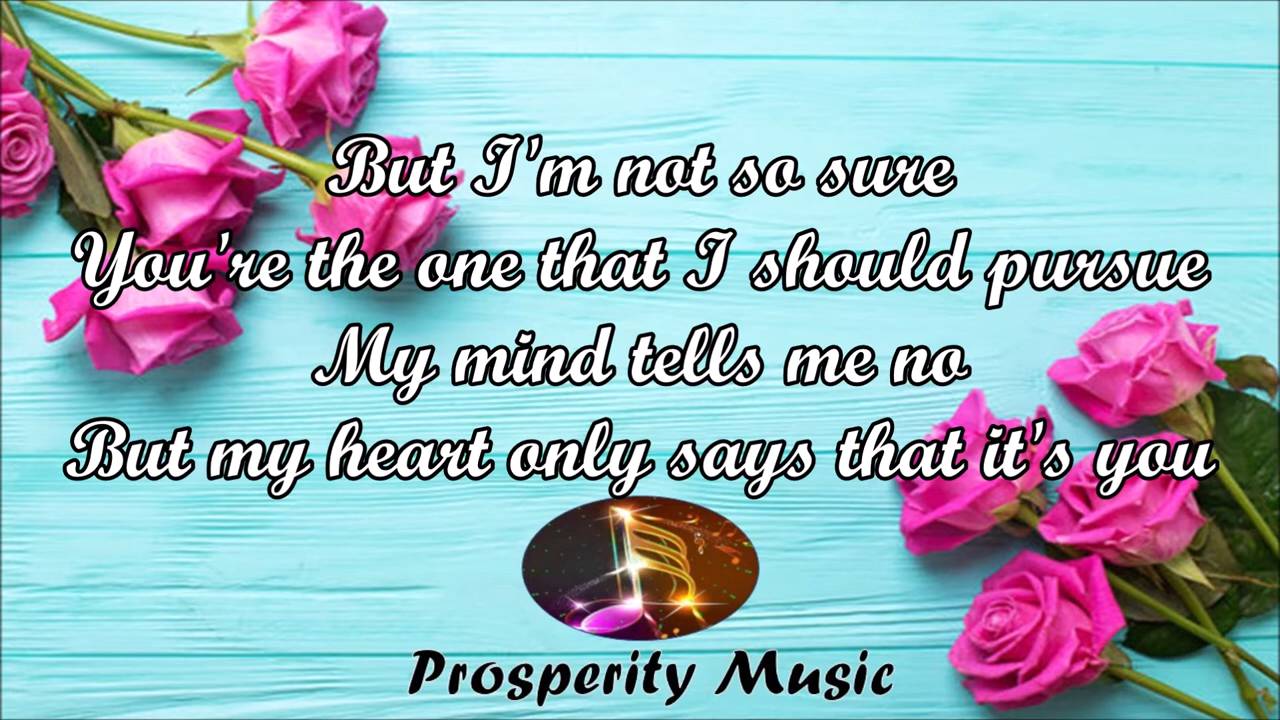 But I'm not so sure
You're the one that I should pursue
My mind tells me no
But my heart only says that it's you
Prosperity Music